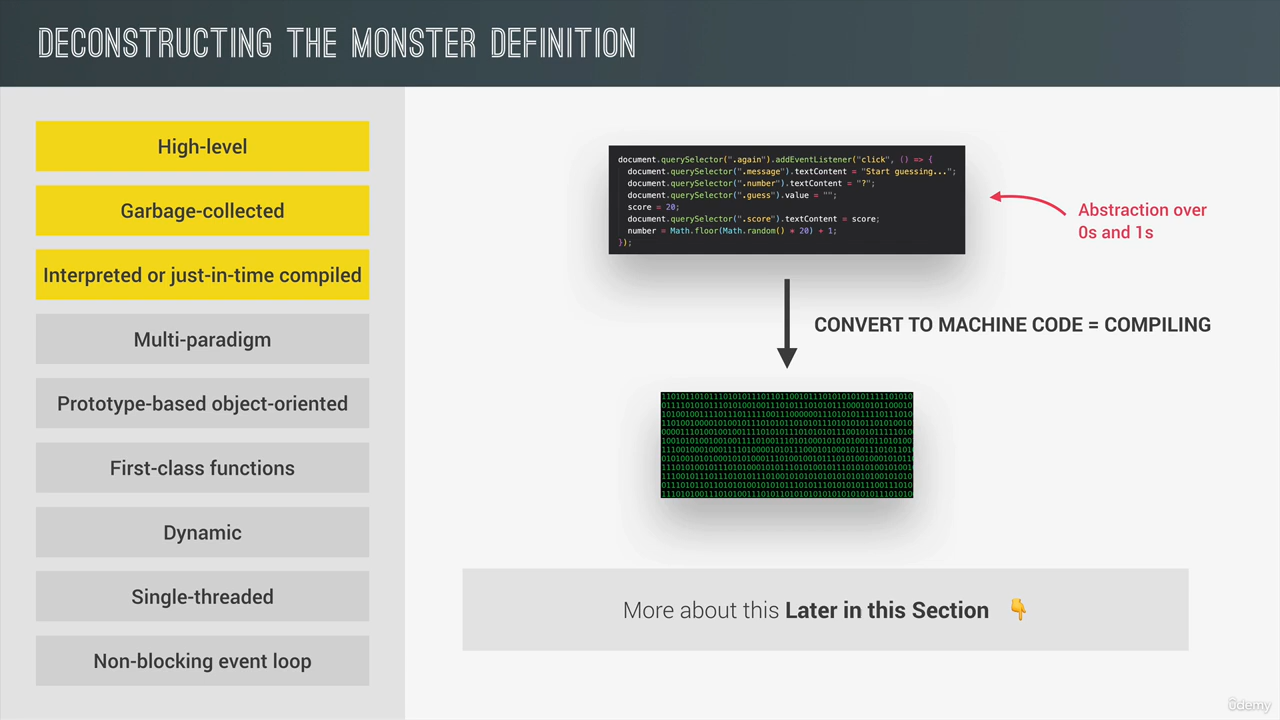 DECONSTRUCTING THE MONSTER DEFINITION
High-level
Garbage-collected
Interpreted or just-in-time compiled
Multi-paradigm
Prototype-based object-oriented
First-class functions
Dynamic
Single-threaded
Non-blocking event loop
document.querySelector(".again").addEventListener("click", () => {
document.querySelector(".message").textContent = "Start guessing...";
document.querySelector(".number").textContent = "?";
document.querySelector(".guess").value = "";
score = 20;
document.querySelector(".score").textContent = score;
number = Math.floor(Math.random() * 20) + 1;
});
Abstraction over
0s and 1s
CONVERT TO MACHINE CODE = COMPILING
More about this Later in this Section 👇